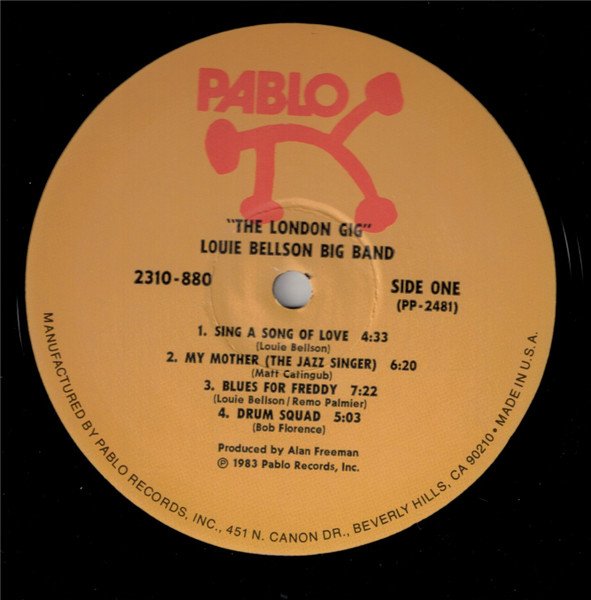 PABLO
"THE LONDON GIG"
LOUIE BELLSON BIG BAND
2310-880
SIDE ONE
(PP-2481)
1. SING A SONG OF LOVE 4:33
(Louie Bellson)
2. MY MOTHER (THE JAZZ SINGER) 6:20
(Matt Catingub)
3. BLUES FOR FREDDY 7:22
(Louie Bellson/Remo Palmier)
4. DRUM SQUAD 5:03
(Bob Florence)
Produced by Alan Freeman
℗ 1983 Pablo Records, Inc.
MANUFACTURED BY PABLO RECORDS, INC., 451 N. CANON DR., BEVERLY HILLS, CA 90210 • MADE IN U.S.A.